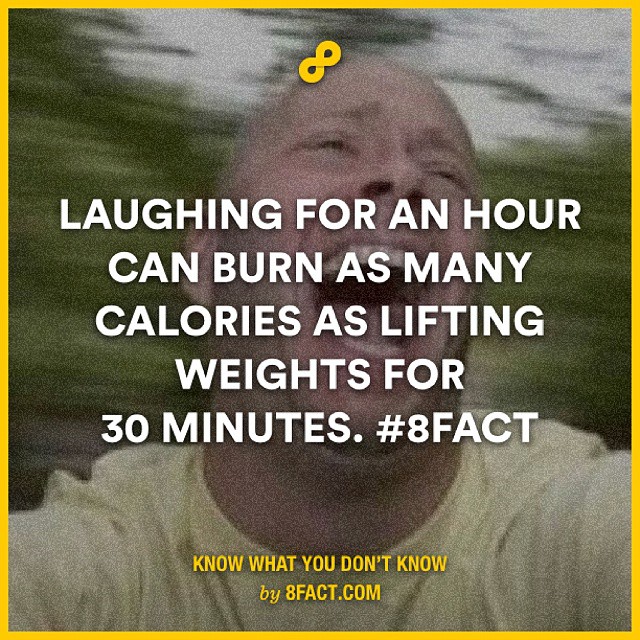 LAUGHING FOR AN HOUR
CAN BURN AS MANY
CALORIES AS LIFTING
WEIGHTS FOR
30 MINUTES. #8FACT
KNOW WHAT YOU DON'T KNOW
by 8FACT.COM